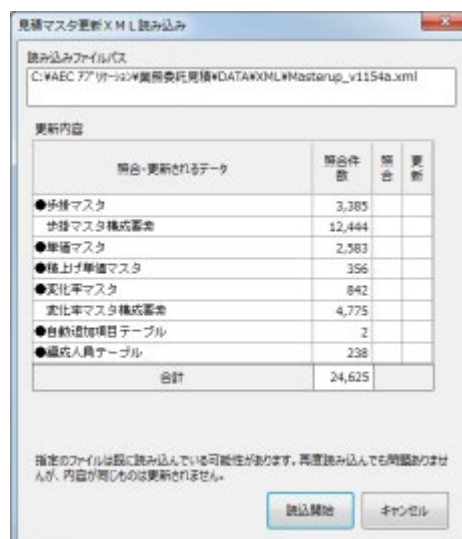 見積マスタ更新XML読み込み
読み込みファイルパス
C:¥AEC アプリケーション¥業務委託見積¥DATA¥XML¥Masterup_v1154a.xml
更新内容
照合・更新されるデータ 照合件数 照合 更新
●歩掛マスタ 3,385
歩掛マスタ構成要素 12,444
●単価マスタ 2,583
●積上げ単価マスタ 356
●変化率マスタ 842
変化率マスタ構成要素 4,775
●自動追加項目テーブル 2
●編成人員テーブル 238
合計 24,625
指定のファイルは既に読み込んでいる可能性があります。再度読み込んでも問題ありませ
んが、内容が同じものは更新されません。
読込開始 キャンセル